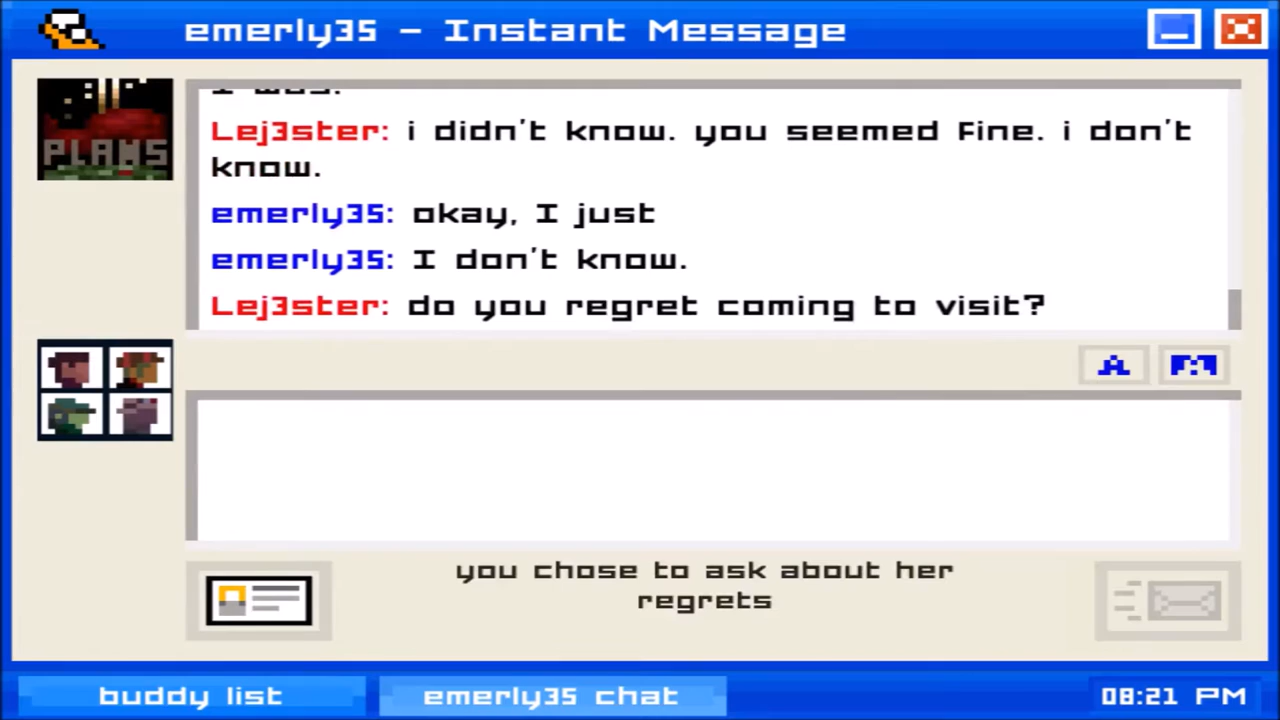 emerly35 - Instant Message
I was.
PLAWS
Lej3ster: i didn't know. you seemed fine. i don't
know.
emerly35: okay, I just
emerly35: I don't know.
Lej3ster: do you regret coming to visit?
A
you chose to ask about her
regrets
buddy list
emerly35 chat
08:21 PM